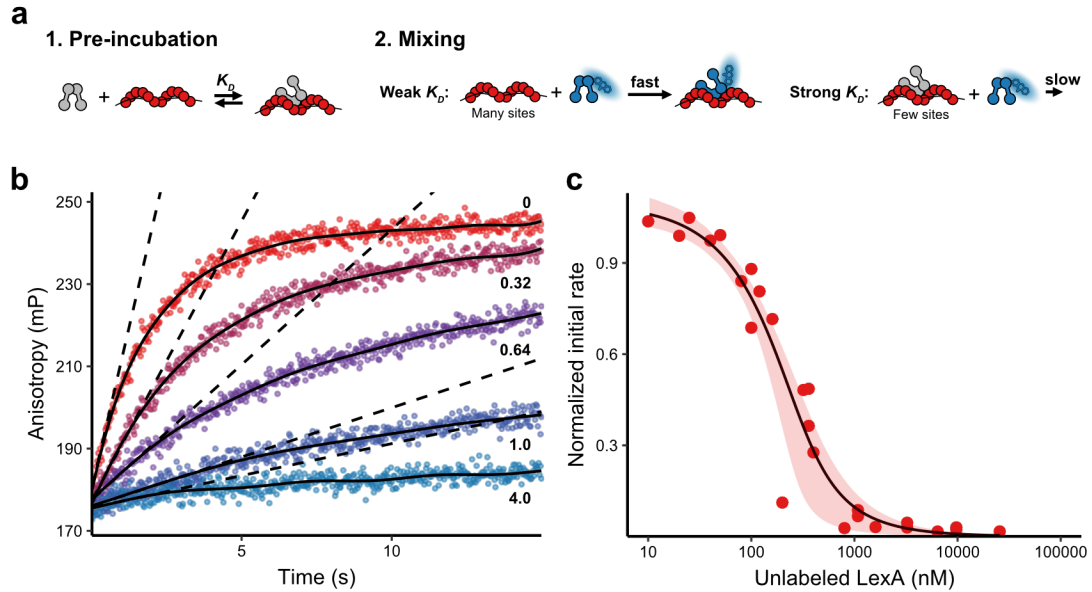 a
1. Pre-incubation
2. Mixing
+
K_D
Weak K_D:
Many sites
+
fast
Strong K_D:
Few sites
+
slow
b
Anisotropy (mP)
250
230
210
190
170
0
0.32
0.64
1.0
4.0
5
10
Time (s)
c
Normalized initial rate
0.9
0.6
0.3
10
100
1000
10000
100000
Unlabeled LexA (nM)